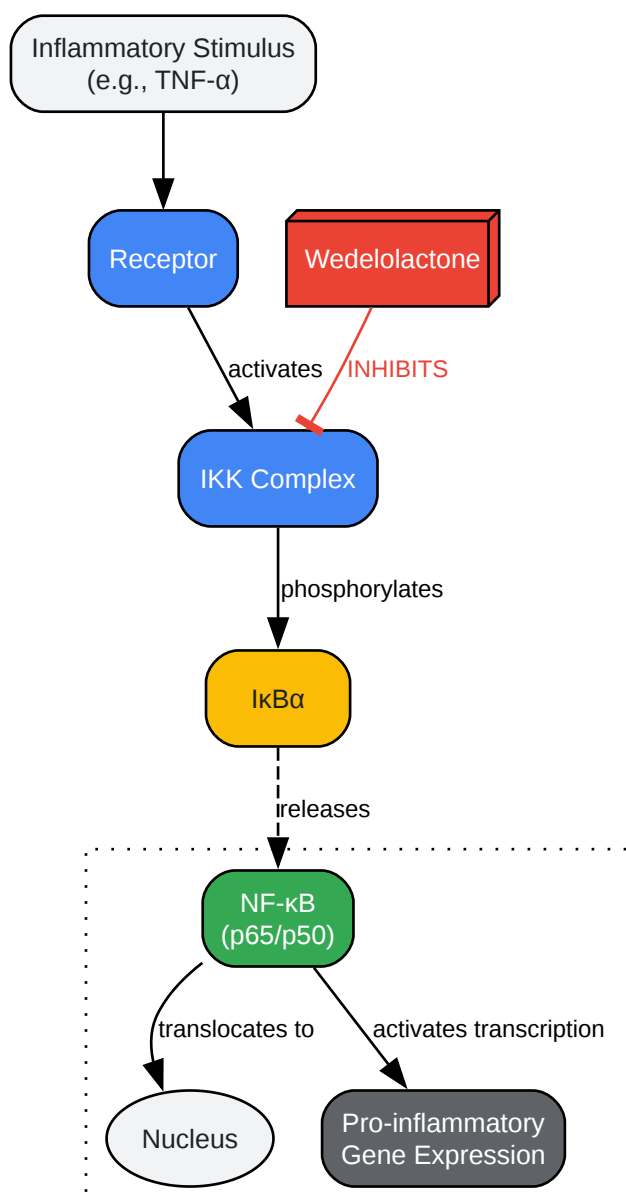 Inflammatory Stimulus
(e.g., TNF-α)
Receptor
Wedelolactone
activates
INHIBITS
IKK Complex
phosphorylates
IκBα
releases
NF-κB
(p65/p50)
translocates to
activates transcription
Nucleus
Pro-inflammatory
Gene Expression